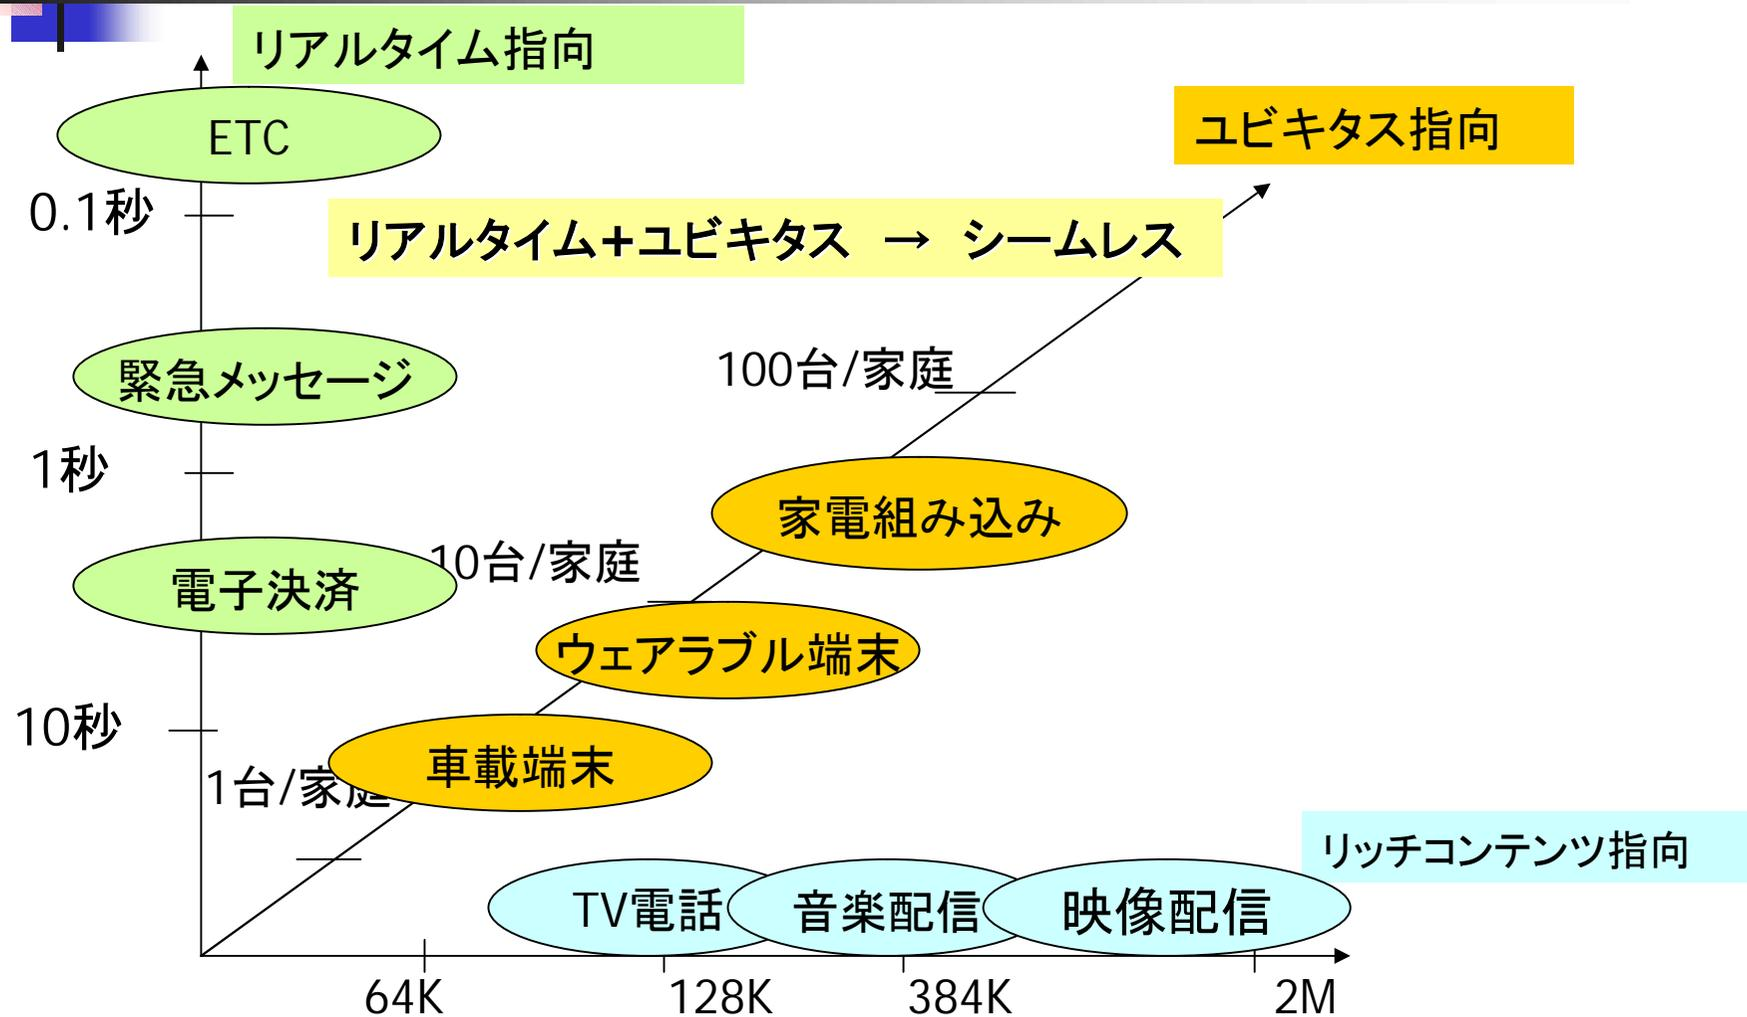 リアルタイム指向
ETC
ユビキタス指向
0.1秒
リアルタイム+ユビキタス → シームレス
緊急メッセージ
100台/家庭
1秒
家電組み込み
10台/家庭
電子決済
ウェアラブル端末
10秒
車載端末
1台/家庭
リッチコンテンツ指向
TV電話
音楽配信
映像配信
64K
128K
384K
2M